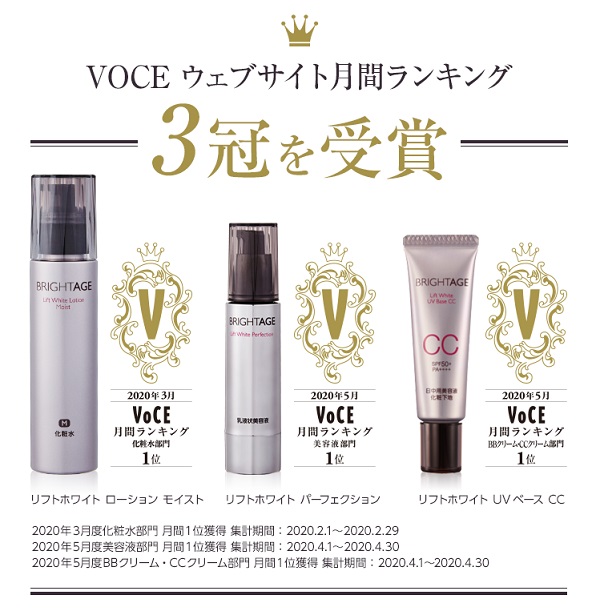 VOCE ウェブサイト月間ランキング
3冠を受賞
BRIGHTAGE
Lift White Lotion
Moist
M
化粧水
V
2020年3月
VoCE
月間ランキング
化粧水部門
1位
リフトホワイト ローション モイスト
BRIGHTAGE
Lift White Perfection
乳液状美容液
V
2020年5月
VoCE
月間ランキング
美容液部門
1位
リフトホワイト パーフェクション
BRIGHTAGE
Lift White
UV Base CC
CC
SPF50+
PA++++
日中用美容液
化粧下地
V
2020年5月
VoCE
月間ランキング
BBクリーム・CCクリーム部門
1位
リフトホワイト UVベース CC
2020年3月度化粧水部門 月間1位獲得 集計期間：2020.2.1～2020.2.29
2020年5月度美容液部門 月間1位獲得 集計期間：2020.4.1～2020.4.30
2020年5月度BBクリーム・CCクリーム部門 月間1位獲得 集計期間：2020.4.1～2020.4.30